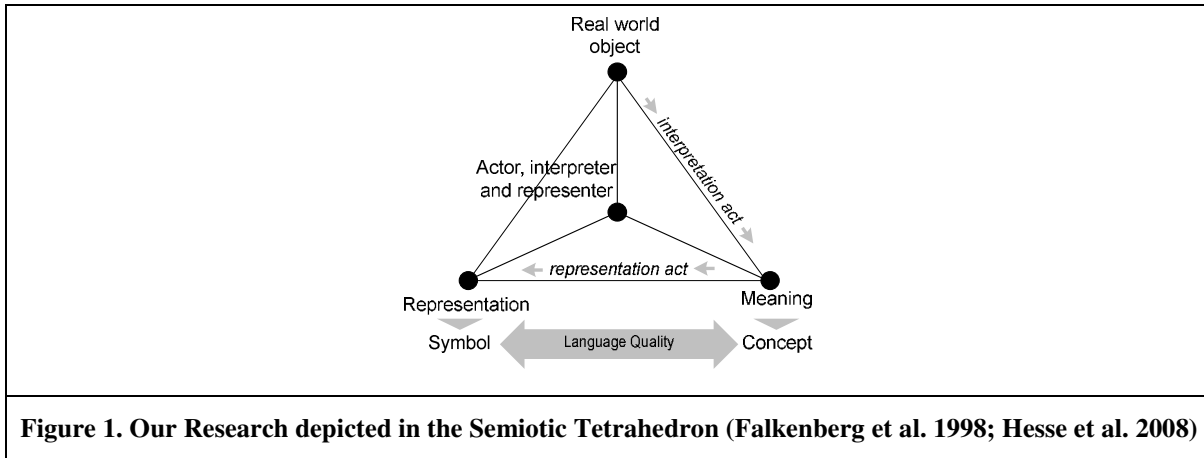 Real world
object
interpretation act
Actor, interpreter
and representer
representation act
Representation
Meaning
Symbol
Language Quality
Concept
Figure 1. Our Research depicted in the Semiotic Tetrahedron (Falkenberg et al. 1998; Hesse et al. 2008)